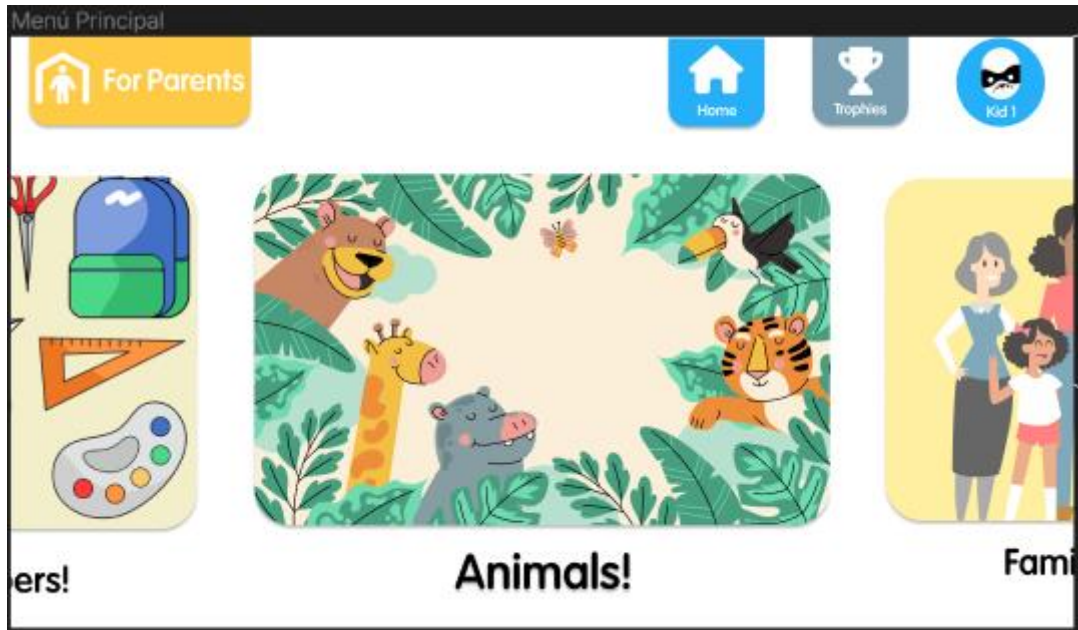 Menú Principal
For Parents
Home
Trophies
Kid 1
ers!
Animals!
Fami